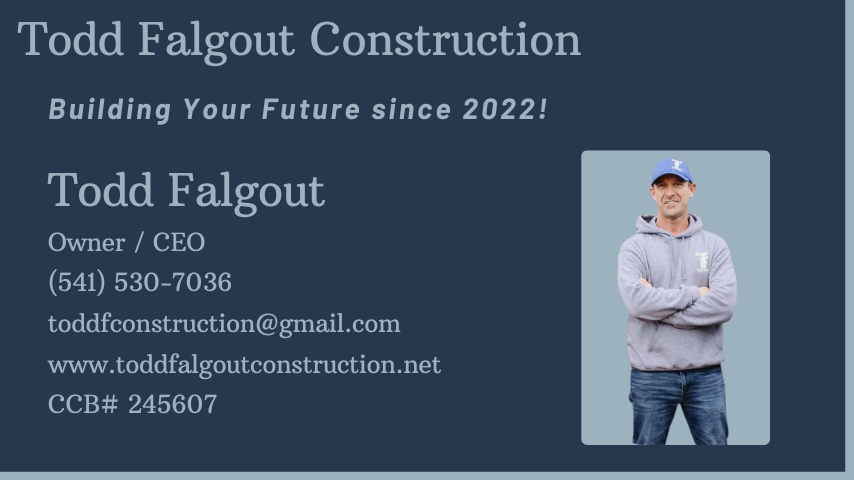 Todd Falgout Construction
Building Your Future since 2022!
Todd Falgout
Owner / CEO
(541) 530-7036
toddfconstruction@gmail.com
www.toddfalgoutconstruction.net
CCB# 245607